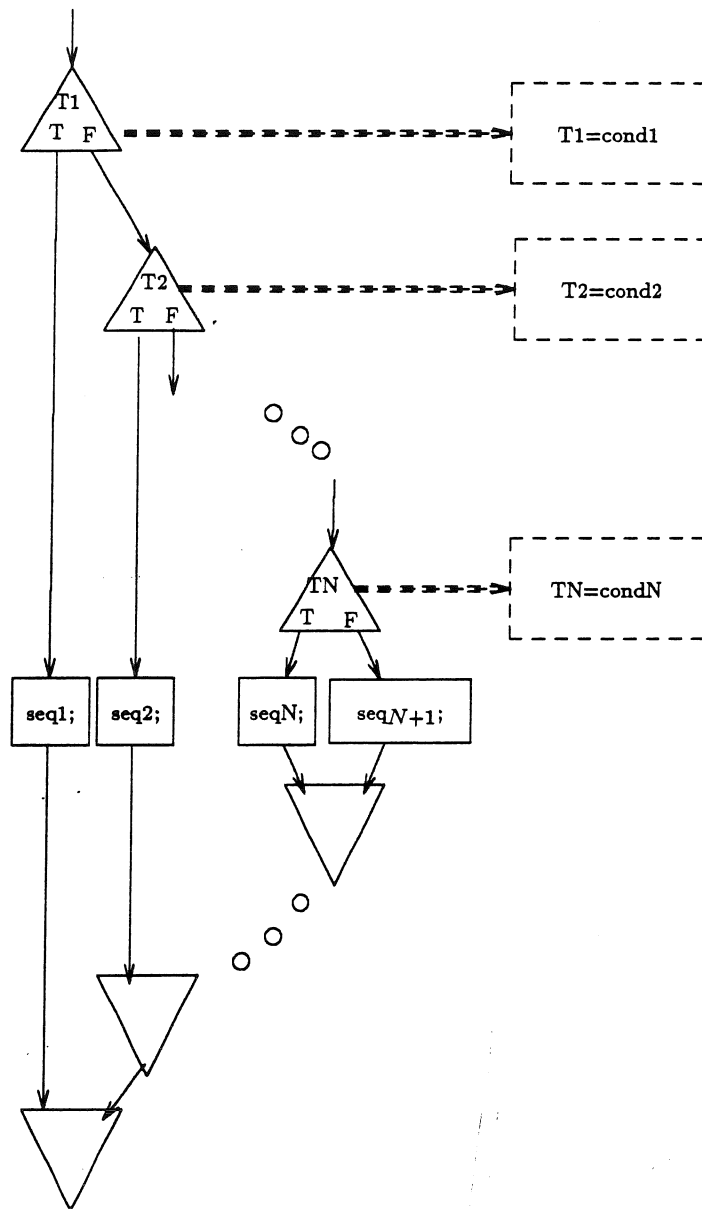 T1
T F
T1=cond1
T2
T F
T2=cond2
TN
T F
TN=condN
seq1;
seq2;
seqN;
seqN+1;